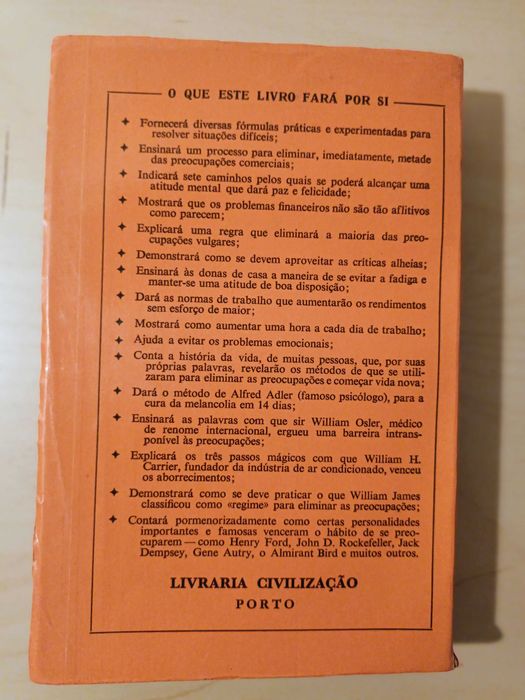 O QUE ESTE LIVRO FARÁ POR SI
✦ Fornecerá diversas fórmulas práticas e experimentadas para
resolver situações difíceis;
✦ Ensinará um processo para eliminar, imediatamente, metade
das preocupações comerciais;
✦ Indicará sete caminhos pelos quais se poderá alcançar uma
atitude mental que dará paz e felicidade;
✦ Mostrará que os problemas financeiros não são tão aflitivos
como parecem;
✦ Explicará uma regra que eliminará a maioria das preo-
cupações vulgares;
✦ Demonstrará como se devem aproveitar as críticas alheias;
✦ Ensinará às donas de casa a maneira de se evitar a fadiga e
manter-se uma atitude de boa disposição;
✦ Dará as normas de trabalho que aumentarão os rendimentos
sem esforço de maior;
✦ Mostrará como aumentar uma hora a cada dia de trabalho;
✦ Ajuda a evitar os problemas emocionais;
✦ Conta a história da vida, de muitas pessoas, que, por suas
próprias palavras, revelarão os métodos de que se utili-
zaram para eliminar as preocupações e começar vida nova;
✦ Dará o método de Alfred Adler (famoso psicólogo), para a
cura da melancolia em 14 dias;
✦ Ensinará as palavras com que sir William Osler, médico
de renome internacional, ergueu uma barreira intrans-
ponível às preocupações;
✦ Explicará os três passos mágicos com que William H.
Carrier, fundador da indústria de ar condicionado, venceu
os aborrecimentos;
✦ Demonstrará como se deve praticar o que William James
classificou como «regime» para eliminar as preocupações;
✦ Contará pormenorizadamente como certas personalidades
importantes e famosas venceram o hábito de se preo-
cuparem — como Henry Ford, John D. Rockefeller, Jack
Dempsey, Gene Autry, o Almirant Bird e muitos outros.
LIVRARIA CIVILIZAÇÃO
PORTO